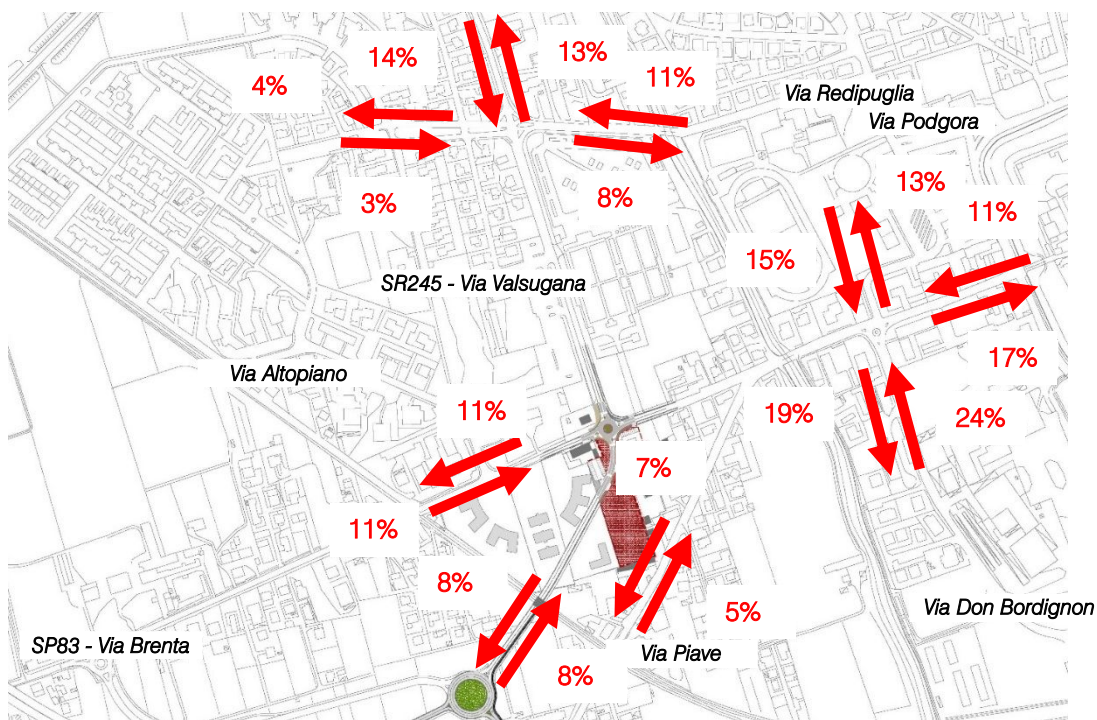 14%
13%
4%
11%
Via Redipuglia
Via Podgora
3%
8%
13%
11%
15%
SR245 - Via Valsugana
17%
Via Altopiano
11%
19%
24%
7%
11%
8%
5%
Via Don Bordignon
SP83 - Via Brenta
Via Piave
8%